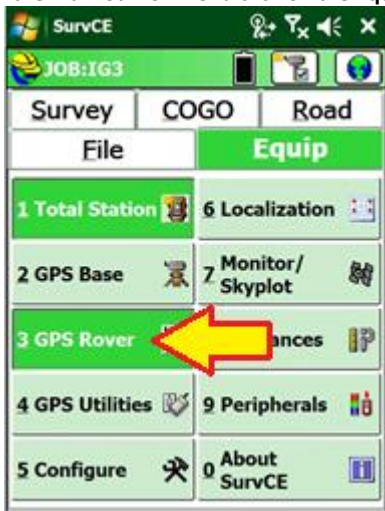 SurvCE
JOB:IG3
Survey COGO Road
File Equip
1 Total Station 6 Localization
2 GPS Base 7 Monitor/
Skyplot
3 GPS Rover ances
4 GPS Utilities 9 Peripherals
5 Configure 0 About
SurvCE